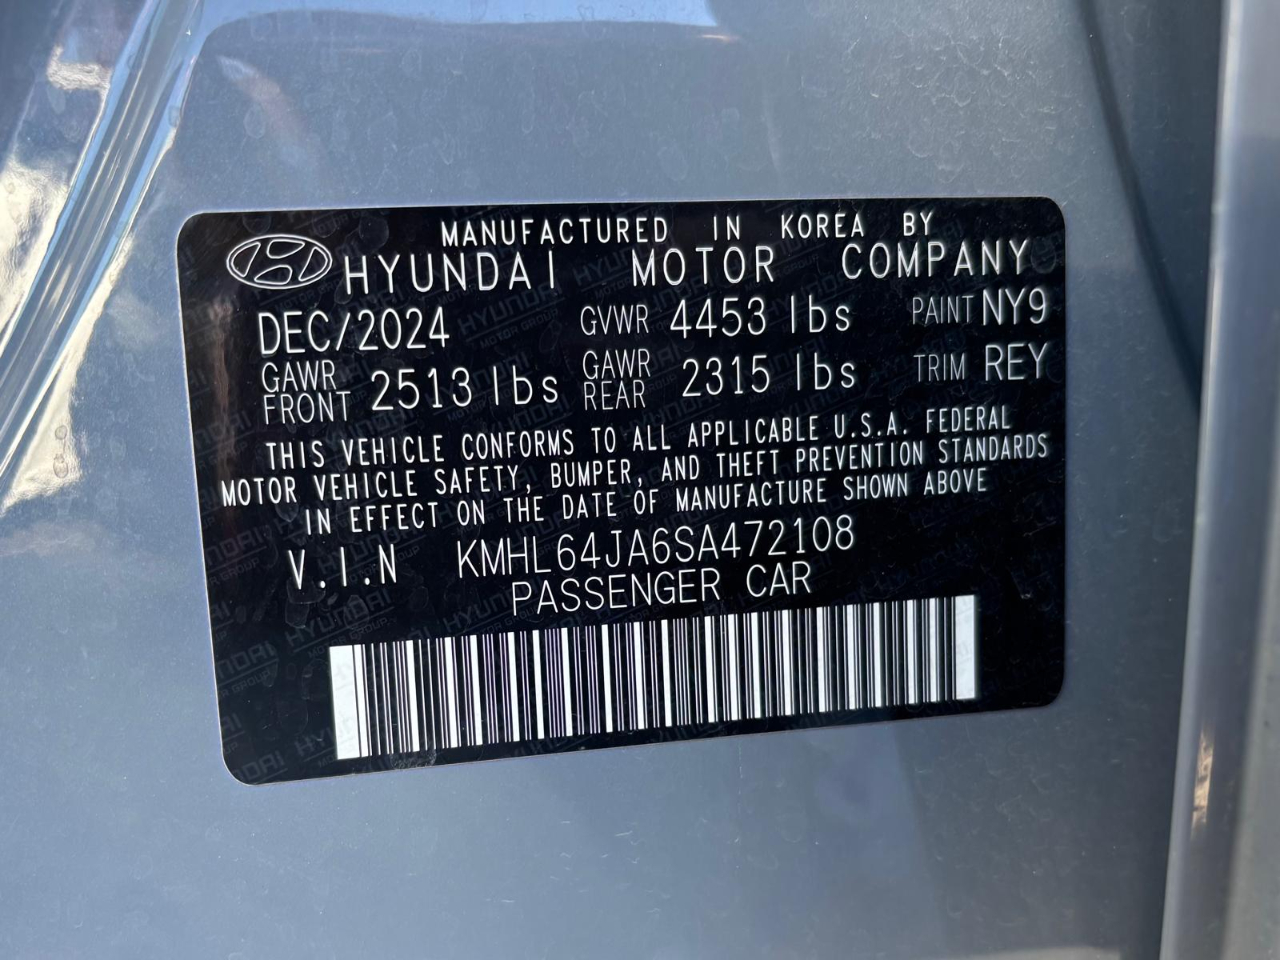 MANUFACTURED IN KOREA BY
HYUNDAI MOTOR COMPANY
DEC/2024 GVWR 4453 lbs PAINT NY9
GAWR FRONT 2513 lbs GAWR REAR 2315 lbs TRIM REY
THIS VEHICLE CONFORMS TO ALL APPLICABLE U.S.A. FEDERAL
MOTOR VEHICLE SAFETY, BUMPER, AND THEFT PREVENTION STANDARDS
IN EFFECT ON THE DATE OF MANUFACTURE SHOWN ABOVE
V.I.N KMHL64JA6SA472108
PASSENGER CAR